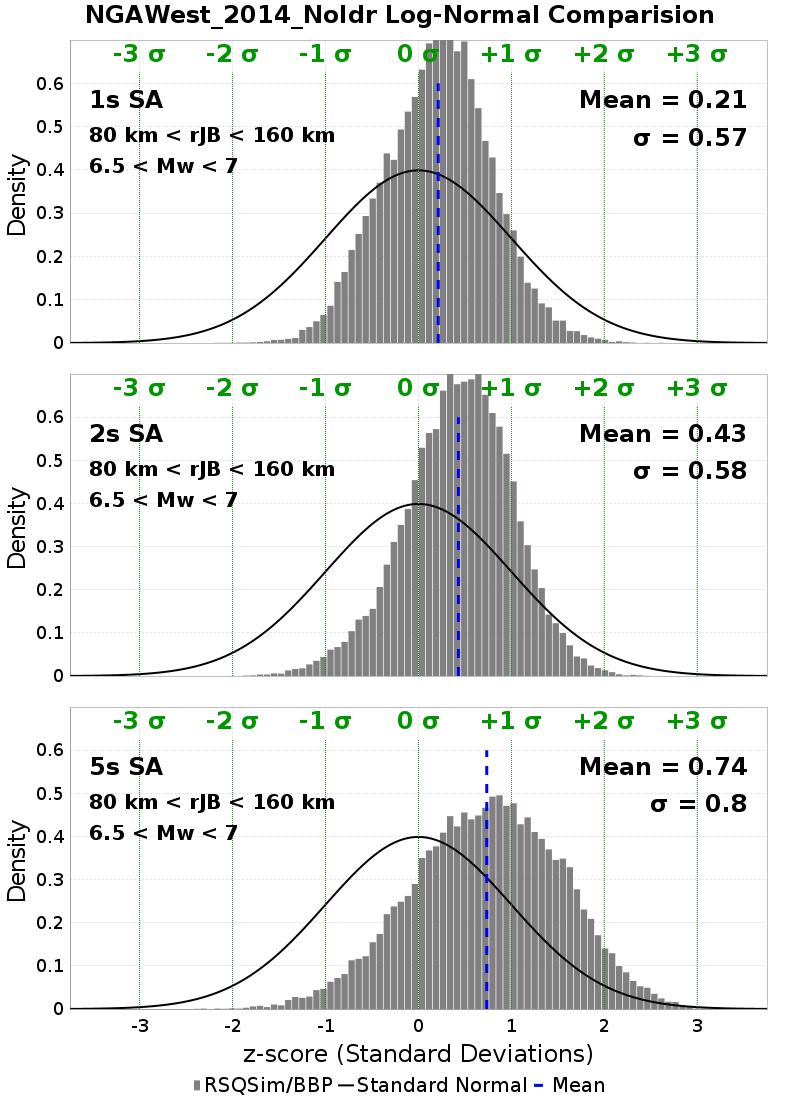 NGAWest_2014_NoIdr Log-Normal Comparision
-3 σ -2 σ -1 σ 0 σ +1 σ +2 σ +3 σ
1s SA
Mean = 0.21
80 km < rJB < 160 km
σ = 0.57
6.5 < Mw < 7
0.6
0.5
0.4
0.3
0.2
0.1
0
Density
-3 σ -2 σ -1 σ 0 σ +1 σ +2 σ +3 σ
2s SA
Mean = 0.43
80 km < rJB < 160 km
σ = 0.58
6.5 < Mw < 7
0.6
0.5
0.4
0.3
0.2
0.1
0
Density
-3 σ -2 σ -1 σ 0 σ +1 σ +2 σ +3 σ
5s SA
Mean = 0.74
80 km < rJB < 160 km
σ = 0.8
6.5 < Mw < 7
0.6
0.5
0.4
0.3
0.2
0.1
0
Density
-3 -2 -1 0 1 2 3
z-score (Standard Deviations)
RSQSim/BBP Standard Normal Mean